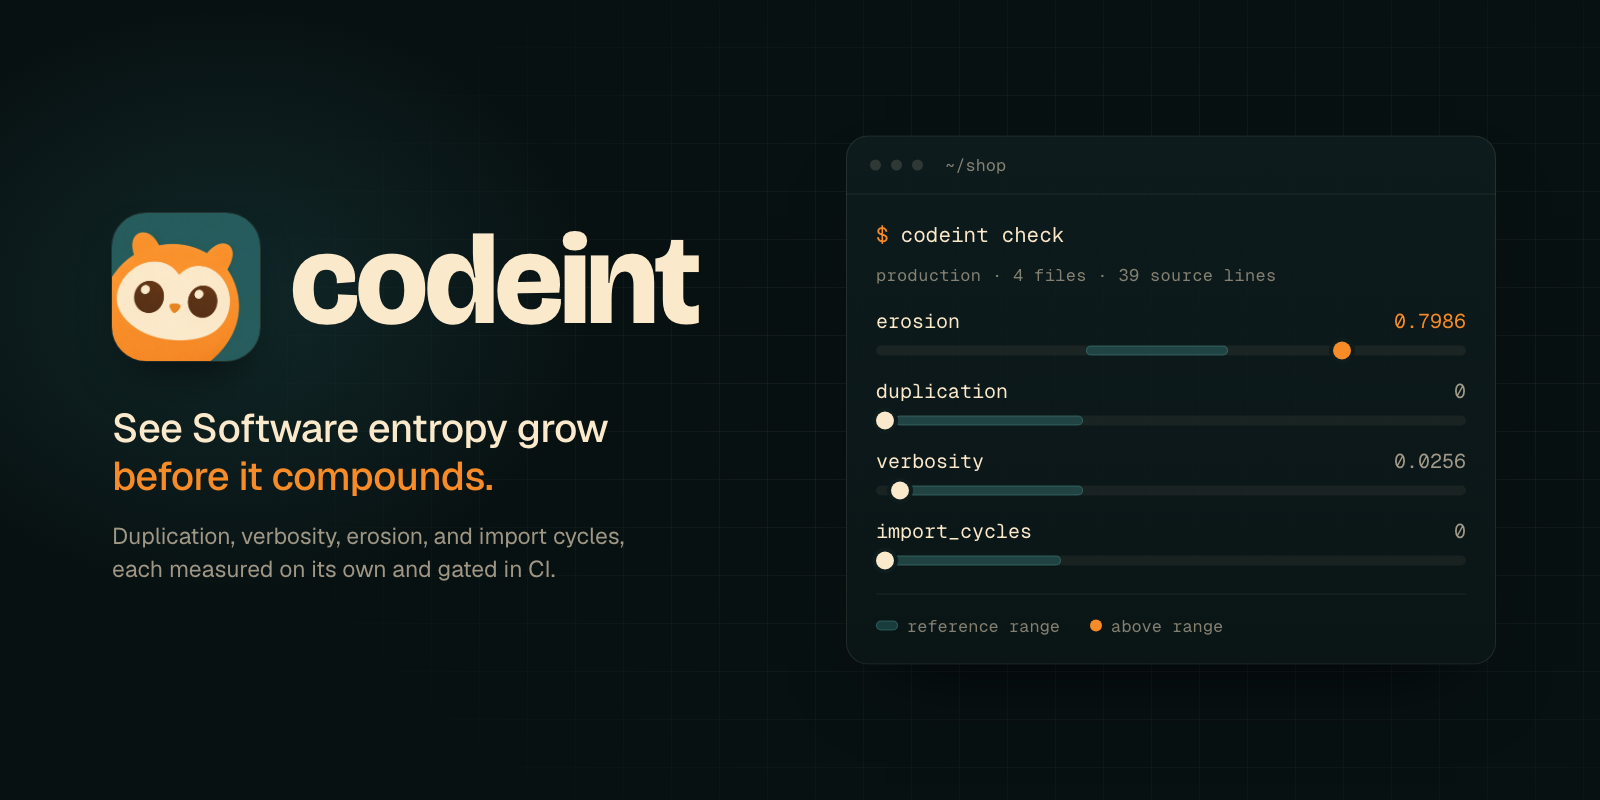 codeint
See Software entropy grow
before it compounds.
Duplication, verbosity, erosion, and import cycles,
each measured on its own and gated in CI.
~/shop
$ codeint check
production · 4 files · 39 source lines
erosion 0.7986
duplication 0
verbosity 0.0256
import_cycles 0
reference range above range